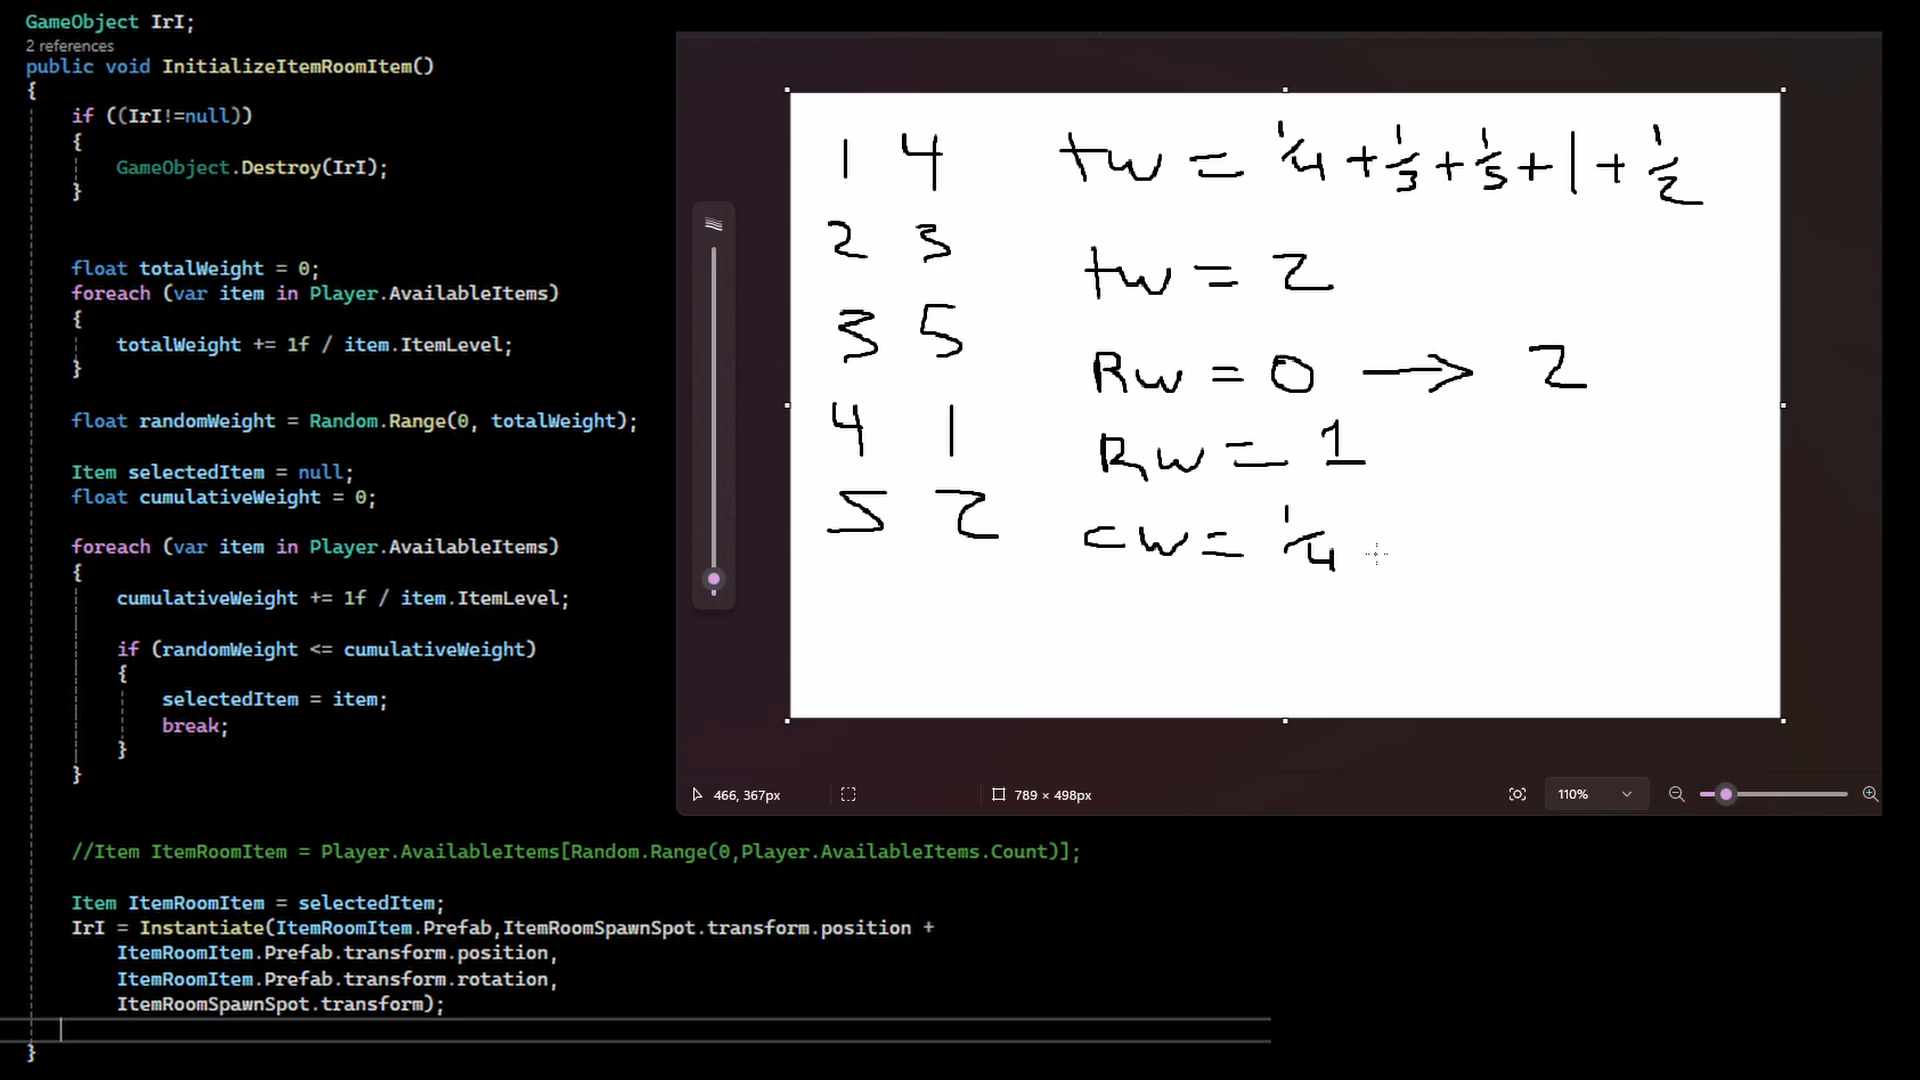 GameObject IrI;
2 references
public void InitializeItemRoomItem()
{
if ((IrI!=null))
{
GameObject.Destroy(IrI);
}
float totalWeight = 0;
foreach (var item in Player.AvailableItems)
{
totalWeight += 1f / item.ItemLevel;
}
float randomWeight = Random.Range(0, totalWeight);
Item selectedItem = null;
float cumulativeWeight = 0;
foreach (var item in Player.AvailableItems)
{
cumulativeWeight += 1f / item.ItemLevel;
if (randomWeight <= cumulativeWeight)
{
selectedItem = item;
break;
}
}
//Item ItemRoomItem = Player.AvailableItems[Random.Range(0,Player.AvailableItems.Count)];
Item ItemRoomItem = selectedItem;
IrI = Instantiate(ItemRoomItem.Prefab,ItemRoomSpawnSpot.transform.position +
ItemRoomItem.Prefab.transform.position,
ItemRoomItem.Prefab.transform.rotation,
ItemRoomSpawnSpot.transform);
}
1 4
2 3
3 5
4 1
5 2
tw = 1/4 + 1/3 + 1/5 + 1 + 1/2
tw = 2
Rw = 0 → 2
Rw = 1
cw = 1/4
466, 367px
789 × 498px
110%